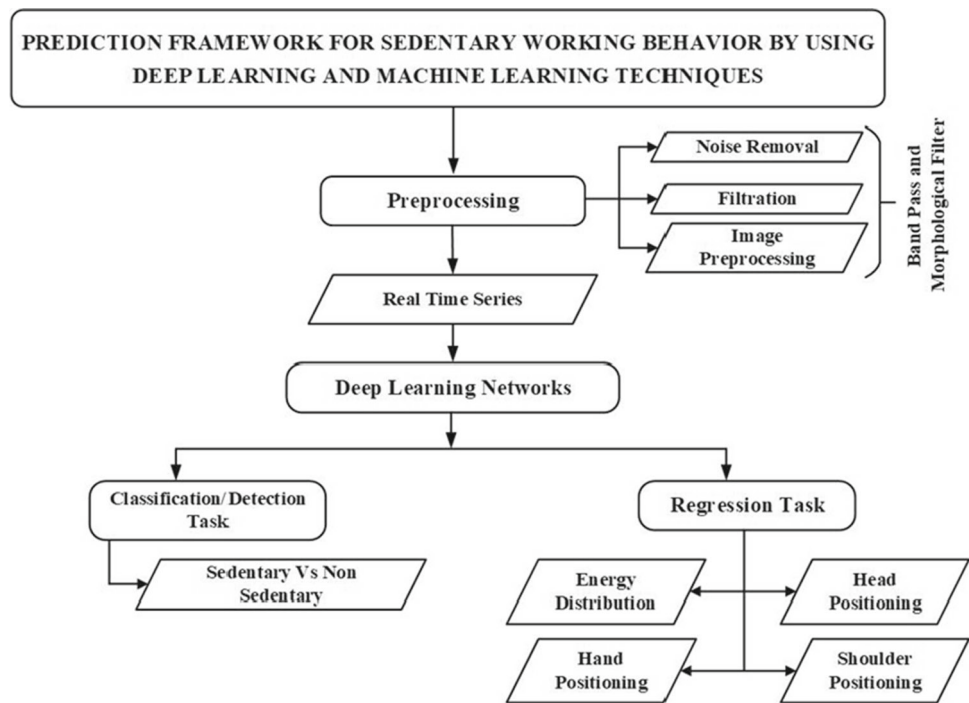 PREDICTION FRAMEWORK FOR SEDENTARY WORKING BEHAVIOR BY USING
DEEP LEARNING AND MACHINE LEARNING TECHNIQUES
Preprocessing
Noise Removal
Filtration
Image
Preprocessing
Band Pass and
Morphological Filter
Real Time Series
Deep Learning Networks
Classification/Detection
Task
Sedentary Vs Non
Sedentary
Regression Task
Energy
Distribution
Head
Positioning
Hand
Positioning
Shoulder
Positioning